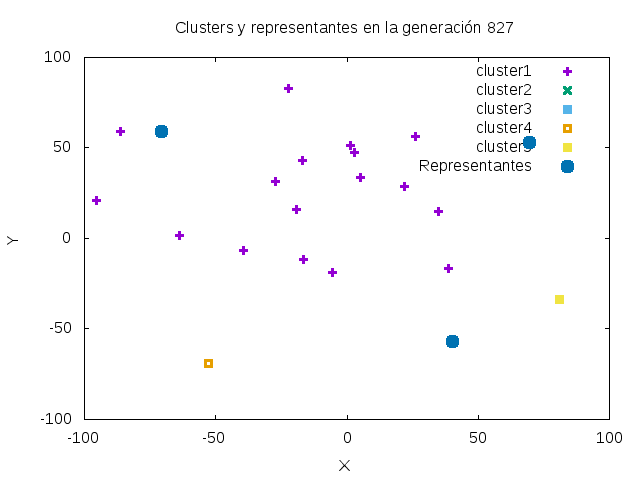 Clusters y representantes en la generación 827
100
50
0
-50
-100
-100
-50
0
50
100
Y
X
cluster1
cluster2
cluster3
cluster4
cluster5
Representantes